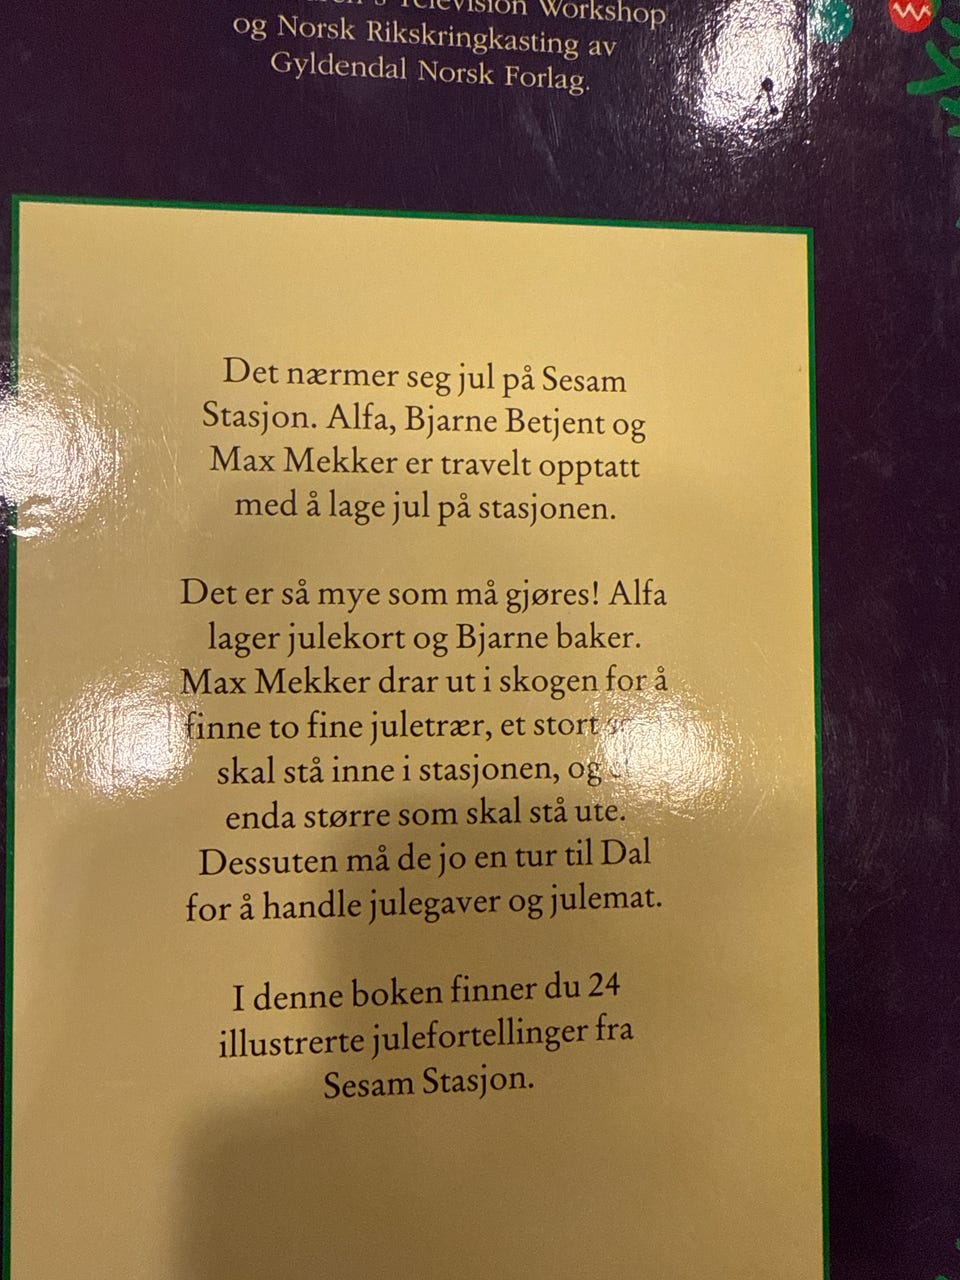 Television Workshop
og Norsk Rikskringkasting av
Gyldendal Norsk Forlag.
Det nærmer seg jul på Sesam
Stasjon. Alfa, Bjarne Betjent og
Max Mekker er travelt opptatt
med å lage jul på stasjonen.
Det er så mye som må gjøres! Alfa
lager julekort og Bjarne baker.
Max Mekker drar ut i skogen for å
finne to fine juletrær, et stort
skal stå inne i stasjonen, og
enda større som skal stå ute.
Dessuten må de jo en tur til Dal
for å handle julegaver og julemat.
I denne boken finner du 24
illustrerte julefortellinger fra
Sesam Stasjon.